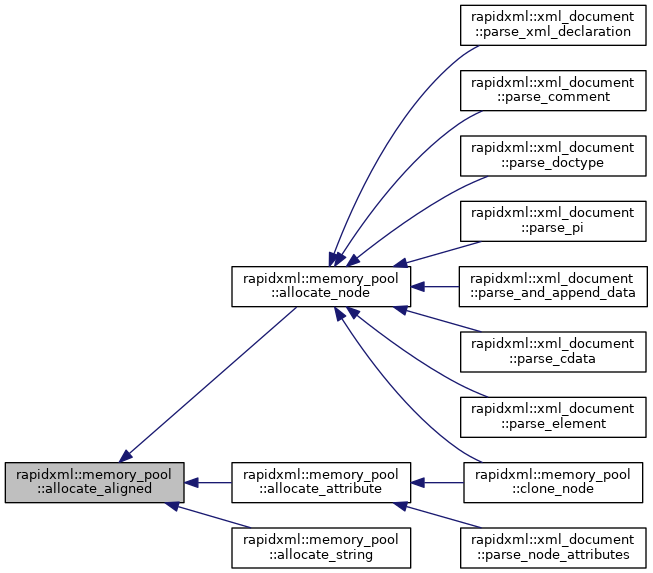 rapidxml::xml_document
::parse_xml_declaration
rapidxml::xml_document
::parse_comment
rapidxml::xml_document
::parse_doctype
rapidxml::xml_document
::parse_pi
rapidxml::memory_pool
::allocate_node
rapidxml::xml_document
::parse_and_append_data
rapidxml::xml_document
::parse_cdata
rapidxml::xml_document
::parse_element
rapidxml::memory_pool
::allocate_aligned
rapidxml::memory_pool
::allocate_attribute
rapidxml::memory_pool
::clone_node
rapidxml::memory_pool
::allocate_string
rapidxml::xml_document
::parse_node_attributes